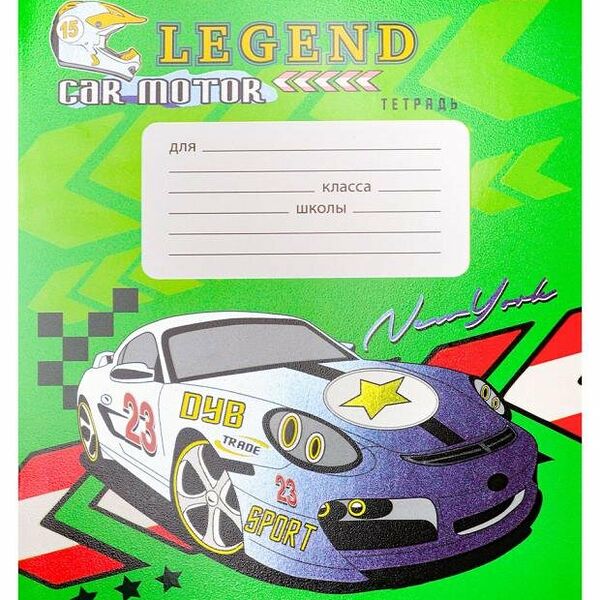 15
LEGEND
CAR MOTOR
ТЕТРАДЬ
для
класса
школы
New York
23
DYB
TRADE
23
SPORT